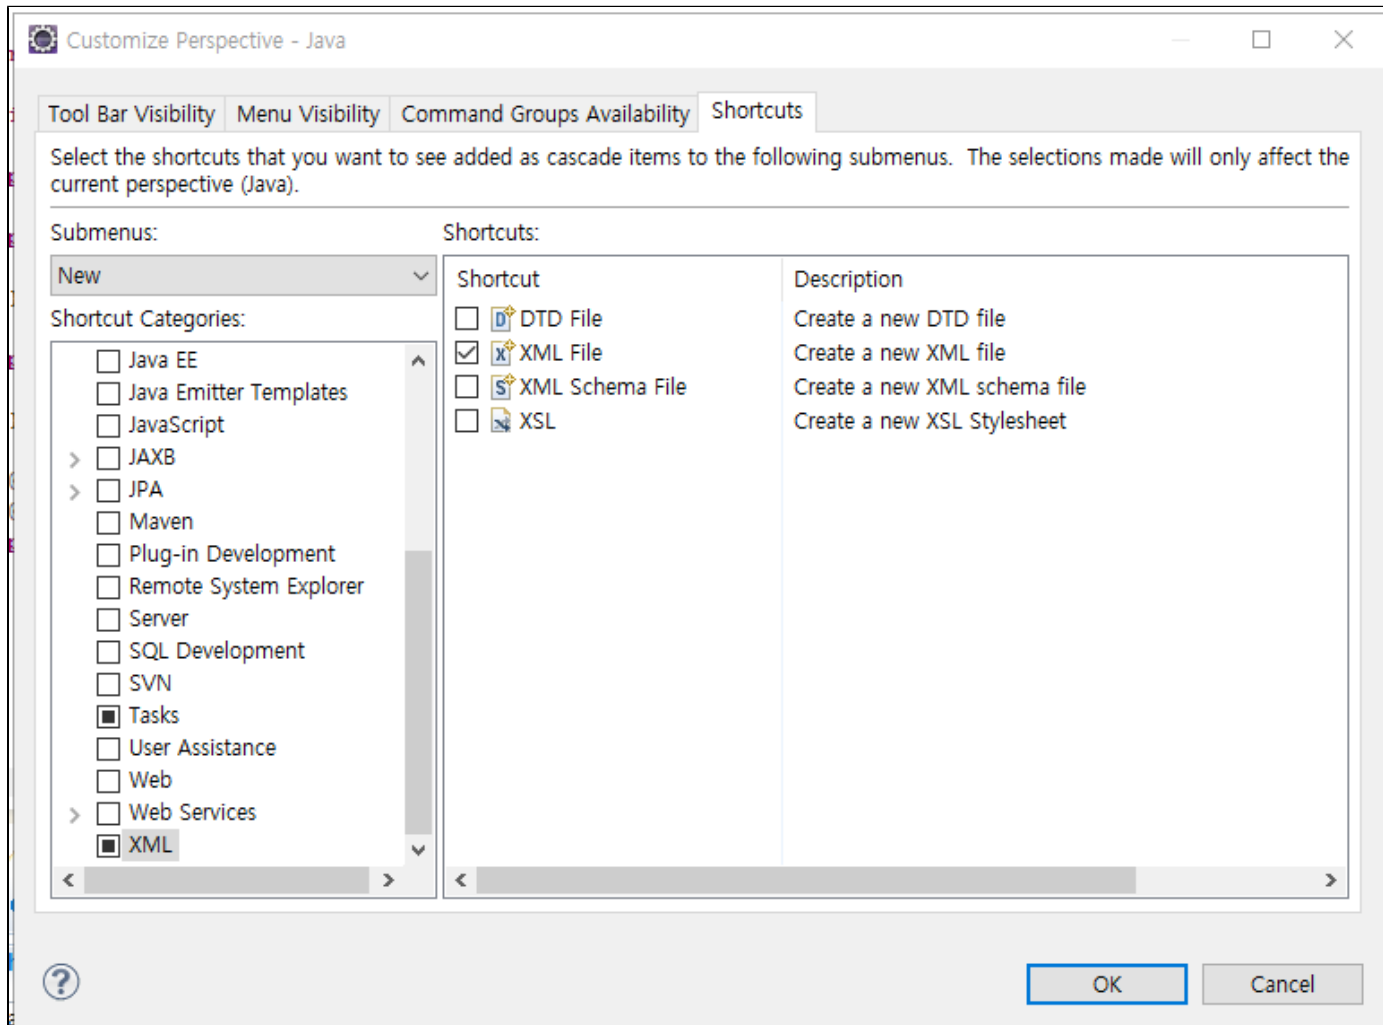 Customize Perspective - Java
Tool Bar Visibility
Menu Visibility
Command Groups Availability
Shortcuts
Select the shortcuts that you want to see added as cascade items to the following submenus.  The selections made will only affect the
current perspective (Java).
Submenus:
New
Shortcut Categories:
Java EE
Java Emitter Templates
JavaScript
JAXB
JPA
Maven
Plug-in Development
Remote System Explorer
Server
SQL Development
SVN
Tasks
User Assistance
Web
Web Services
XML
Shortcuts:
Shortcut Description
DTD File Create a new DTD file
XML File Create a new XML file
XML Schema File Create a new XML schema file
XSL Create a new XSL Stylesheet
OK
Cancel